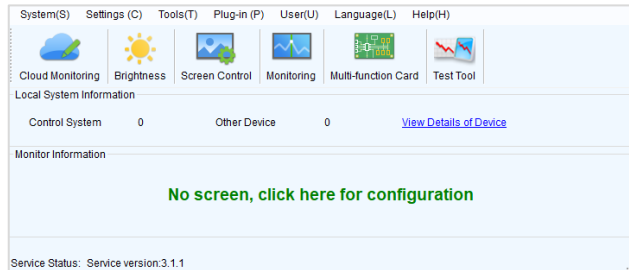 System(S) Settings (C) Tools(T) Plug-in (P) User(U) Language(L) Help(H)
Cloud Monitoring Brightness Screen Control Monitoring Multi-function Card Test Tool
Local System Information
Control System 0 Other Device 0 View Details of Device
Monitor Information
No screen, click here for configuration
Service Status: Service version:3.1.1